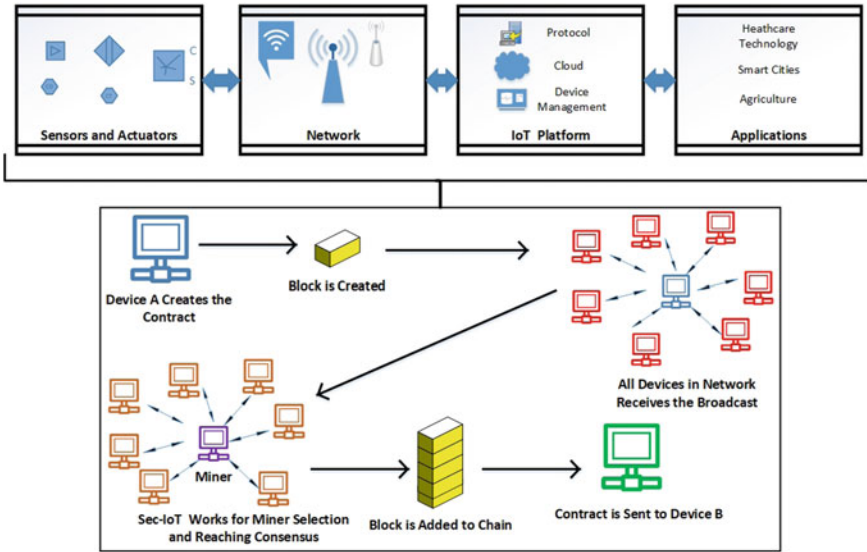 C
S
Sensors and Actuators
Network
Protocol
Cloud
Device
Management
IoT Platform
Heathcare
Technology
Smart Cities
Agriculture
Applications
Device A Creates the
Contract
Block is Created
All Devices in Network
Receives the Broadcast
Miner
Sec-IoT Works for Miner Selection
and Reaching Consensus
Block is Added to Chain
Contract is Sent to Device B